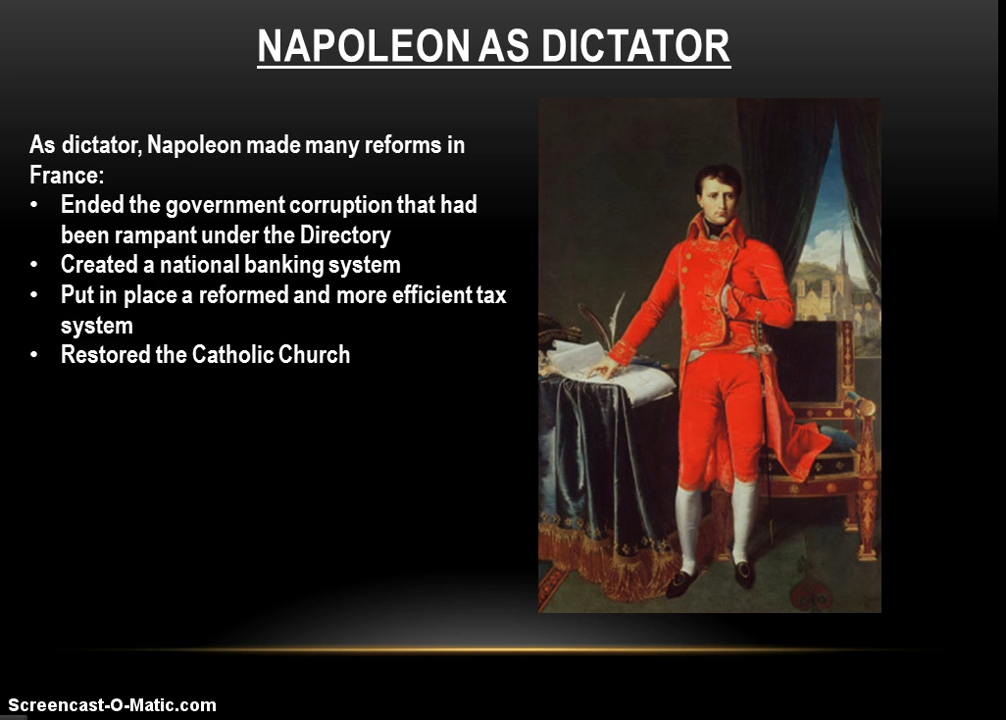 NAPOLEON AS DICTATOR
As dictator, Napoleon made many reforms in
France:
• Ended the government corruption that had
been rampant under the Directory
• Created a national banking system
• Put in place a reformed and more efficient tax
system
• Restored the Catholic Church
Screencast-O-Matic.com